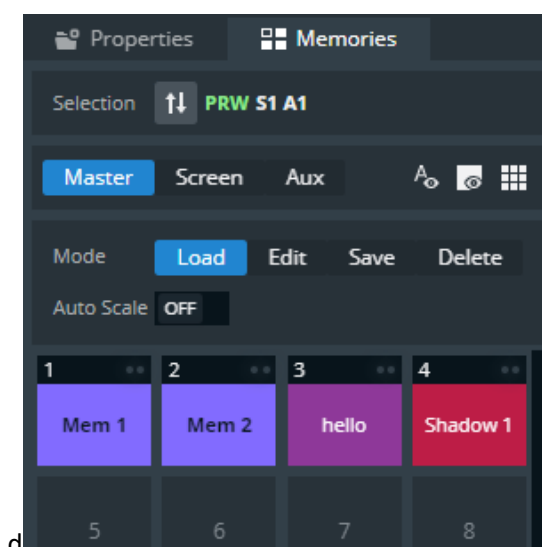 Properties Memories
Selection PRW S1 A1
Master Screen Aux A
Mode Load Edit Save Delete
Auto Scale OFF
1 2 3 4
Mem 1 Mem 2 hello Shadow 1
5 6 7 8
d